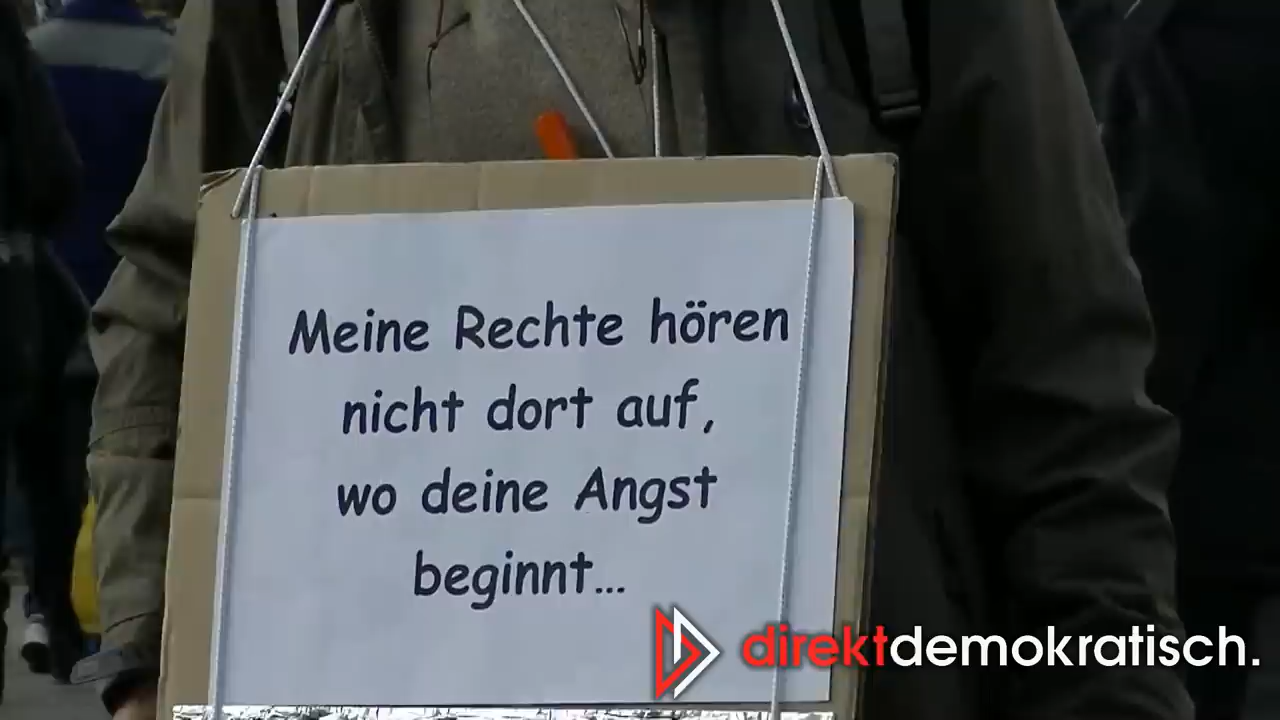 Meine Rechte hören
nicht dort auf,
wo deine Angst
beginnt...
direktdemokratisch.